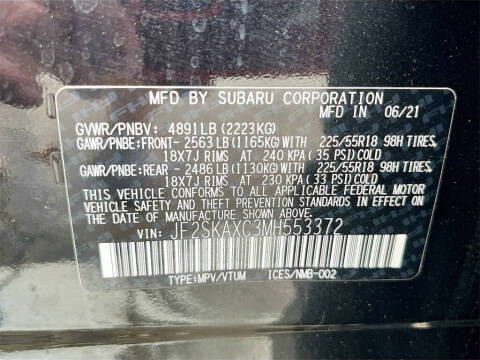 MFD BY SUBARU CORPORATION
MFD IN 06/21
GVWR/PNBV: 4891LB (2223KG)
GAWR/PNBE: FRONT- 2563LB (1165KG) WITH 225/55R18 98H TIRES,
18X7J RIMS AT 240 KPA (35 PSI) COLD
GAWR/PNBE: REAR - 2486LB (1130KG) WITH 225/55R18 98H TIRES,
18X7J RIMS AT 230 KPA (33 PSI) COLD
THIS VEHICLE CONFORMS TO ALL APPLICABLE FEDERAL MOTOR
VEHICLE SAFETY AND THEFT PREVENTION STANDARDS IN EFFECT
ON THE DATE OF MANUFACTURE SHOWN ABOVE.
VIN: JF2SKAXC3MH553372
TYPE: MPV/VTUM ICES/NMB-002